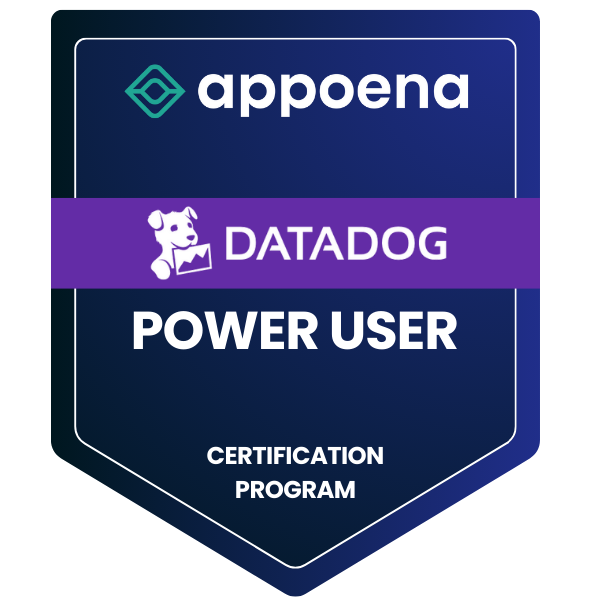 appoena
DATADOG
POWER USER
CERTIFICATION
PROGRAM